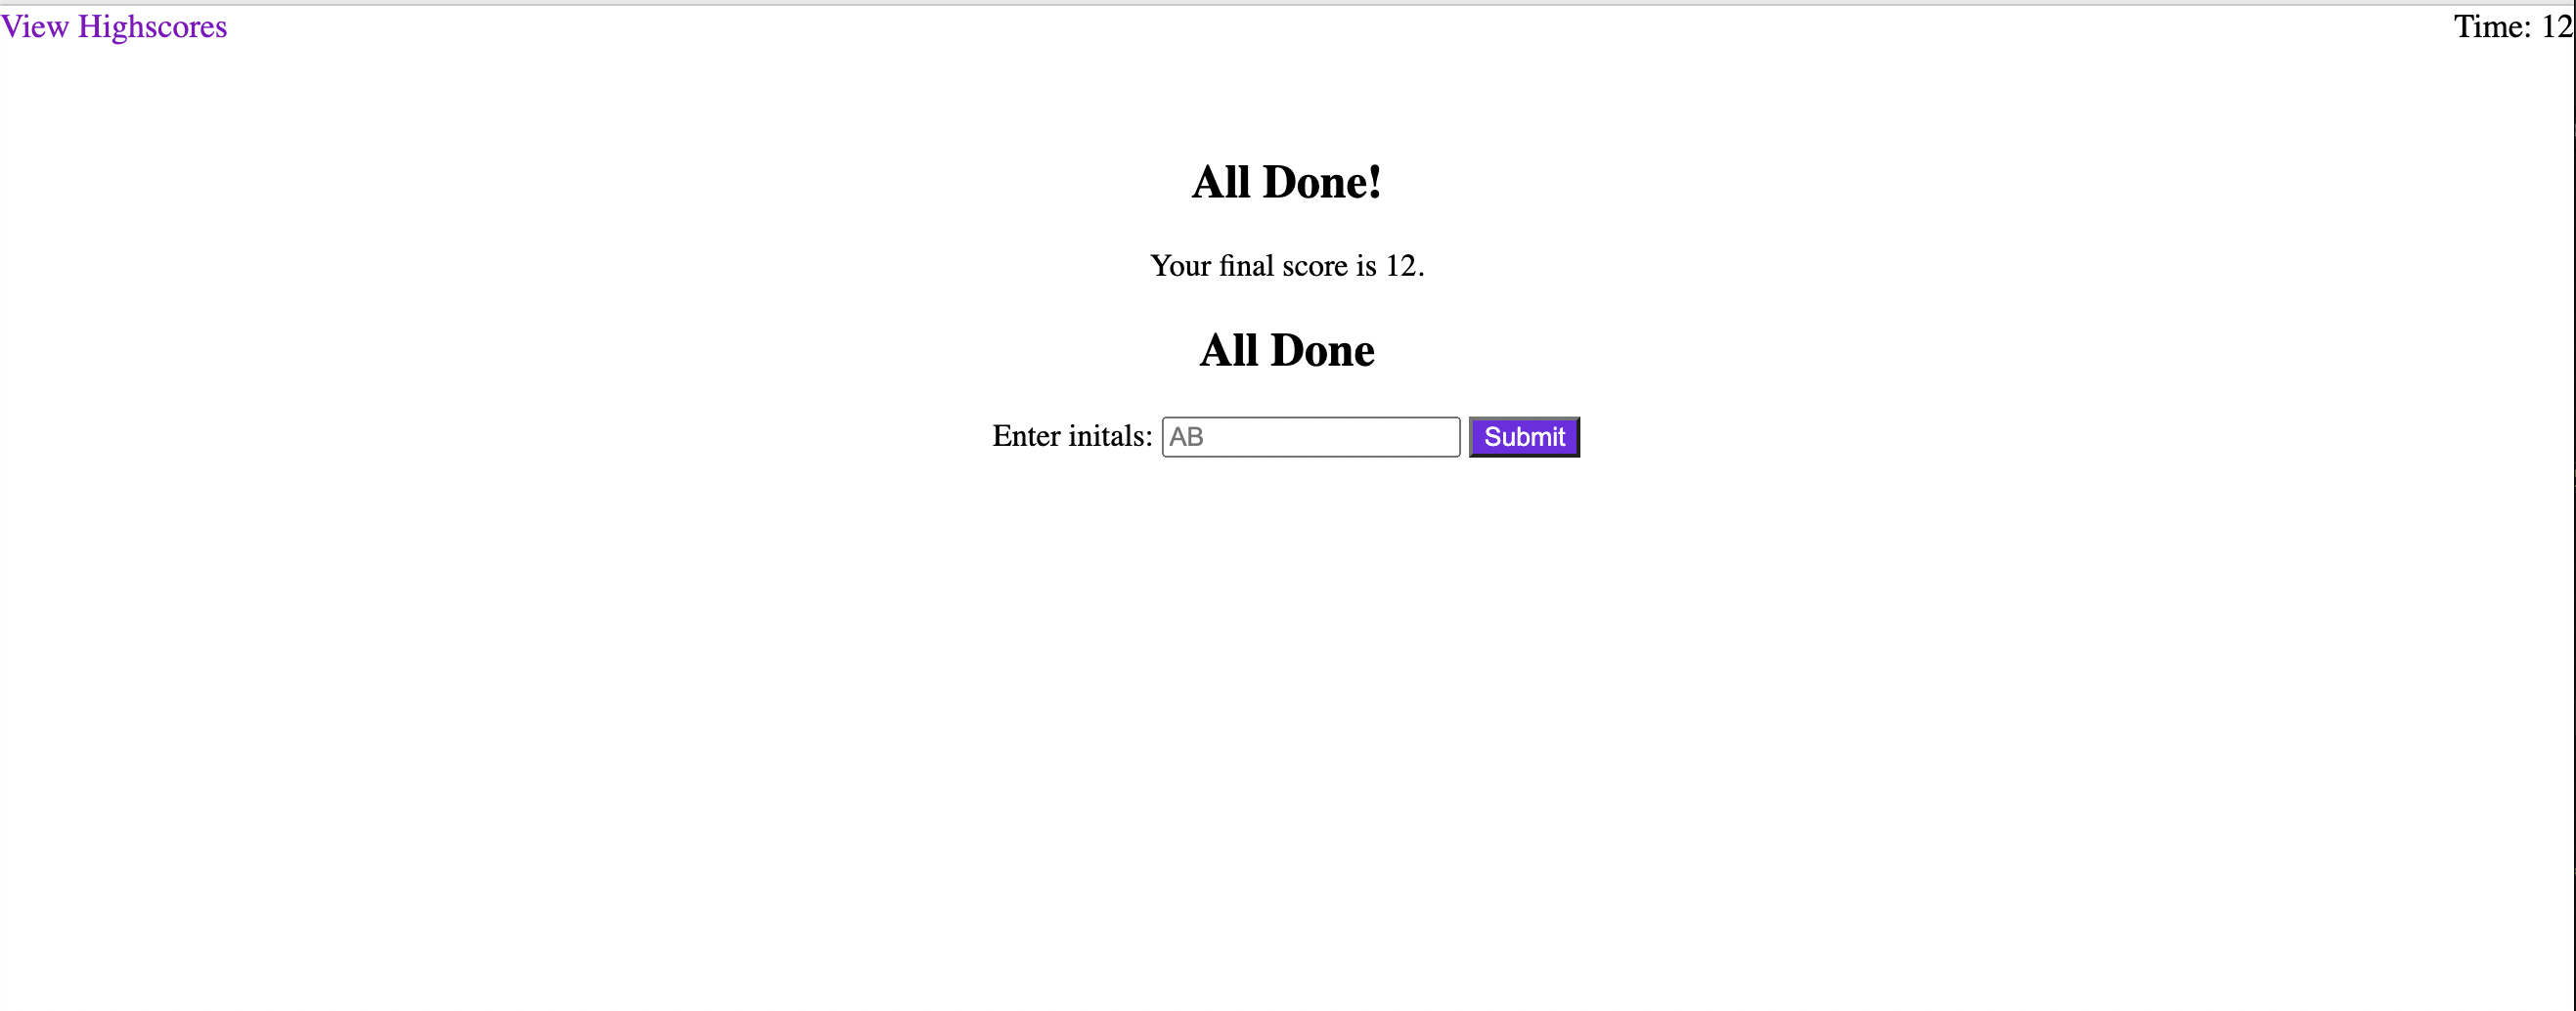 View Highscores
Time: 12
All Done!
Your final score is 12.
All Done
Enter initals: AB Submit